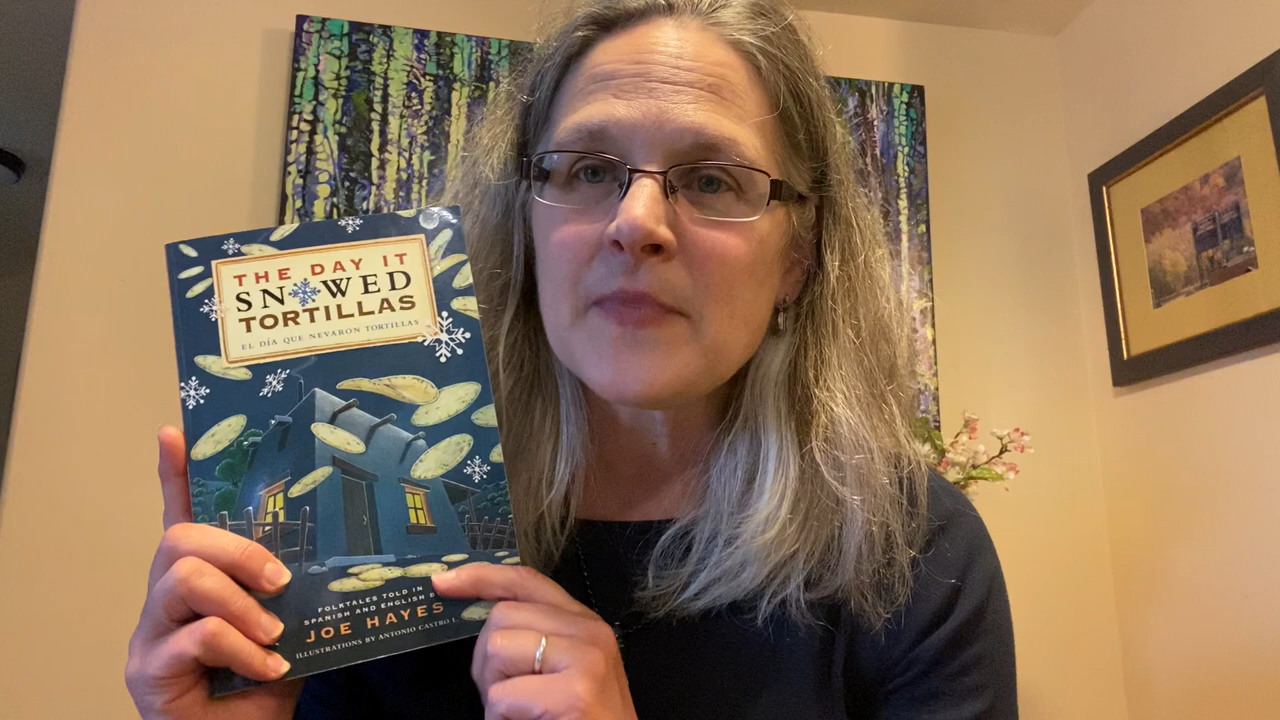 THE DAY IT
SNOWED
TORTILLAS
EL DÍA QUE NEVARON TORTILLAS
FOLKTALES TOLD IN
SPANISH AND ENGLISH B
JOE HAYES
ILLUSTRATIONS BY ANTONIO CASTRO L.